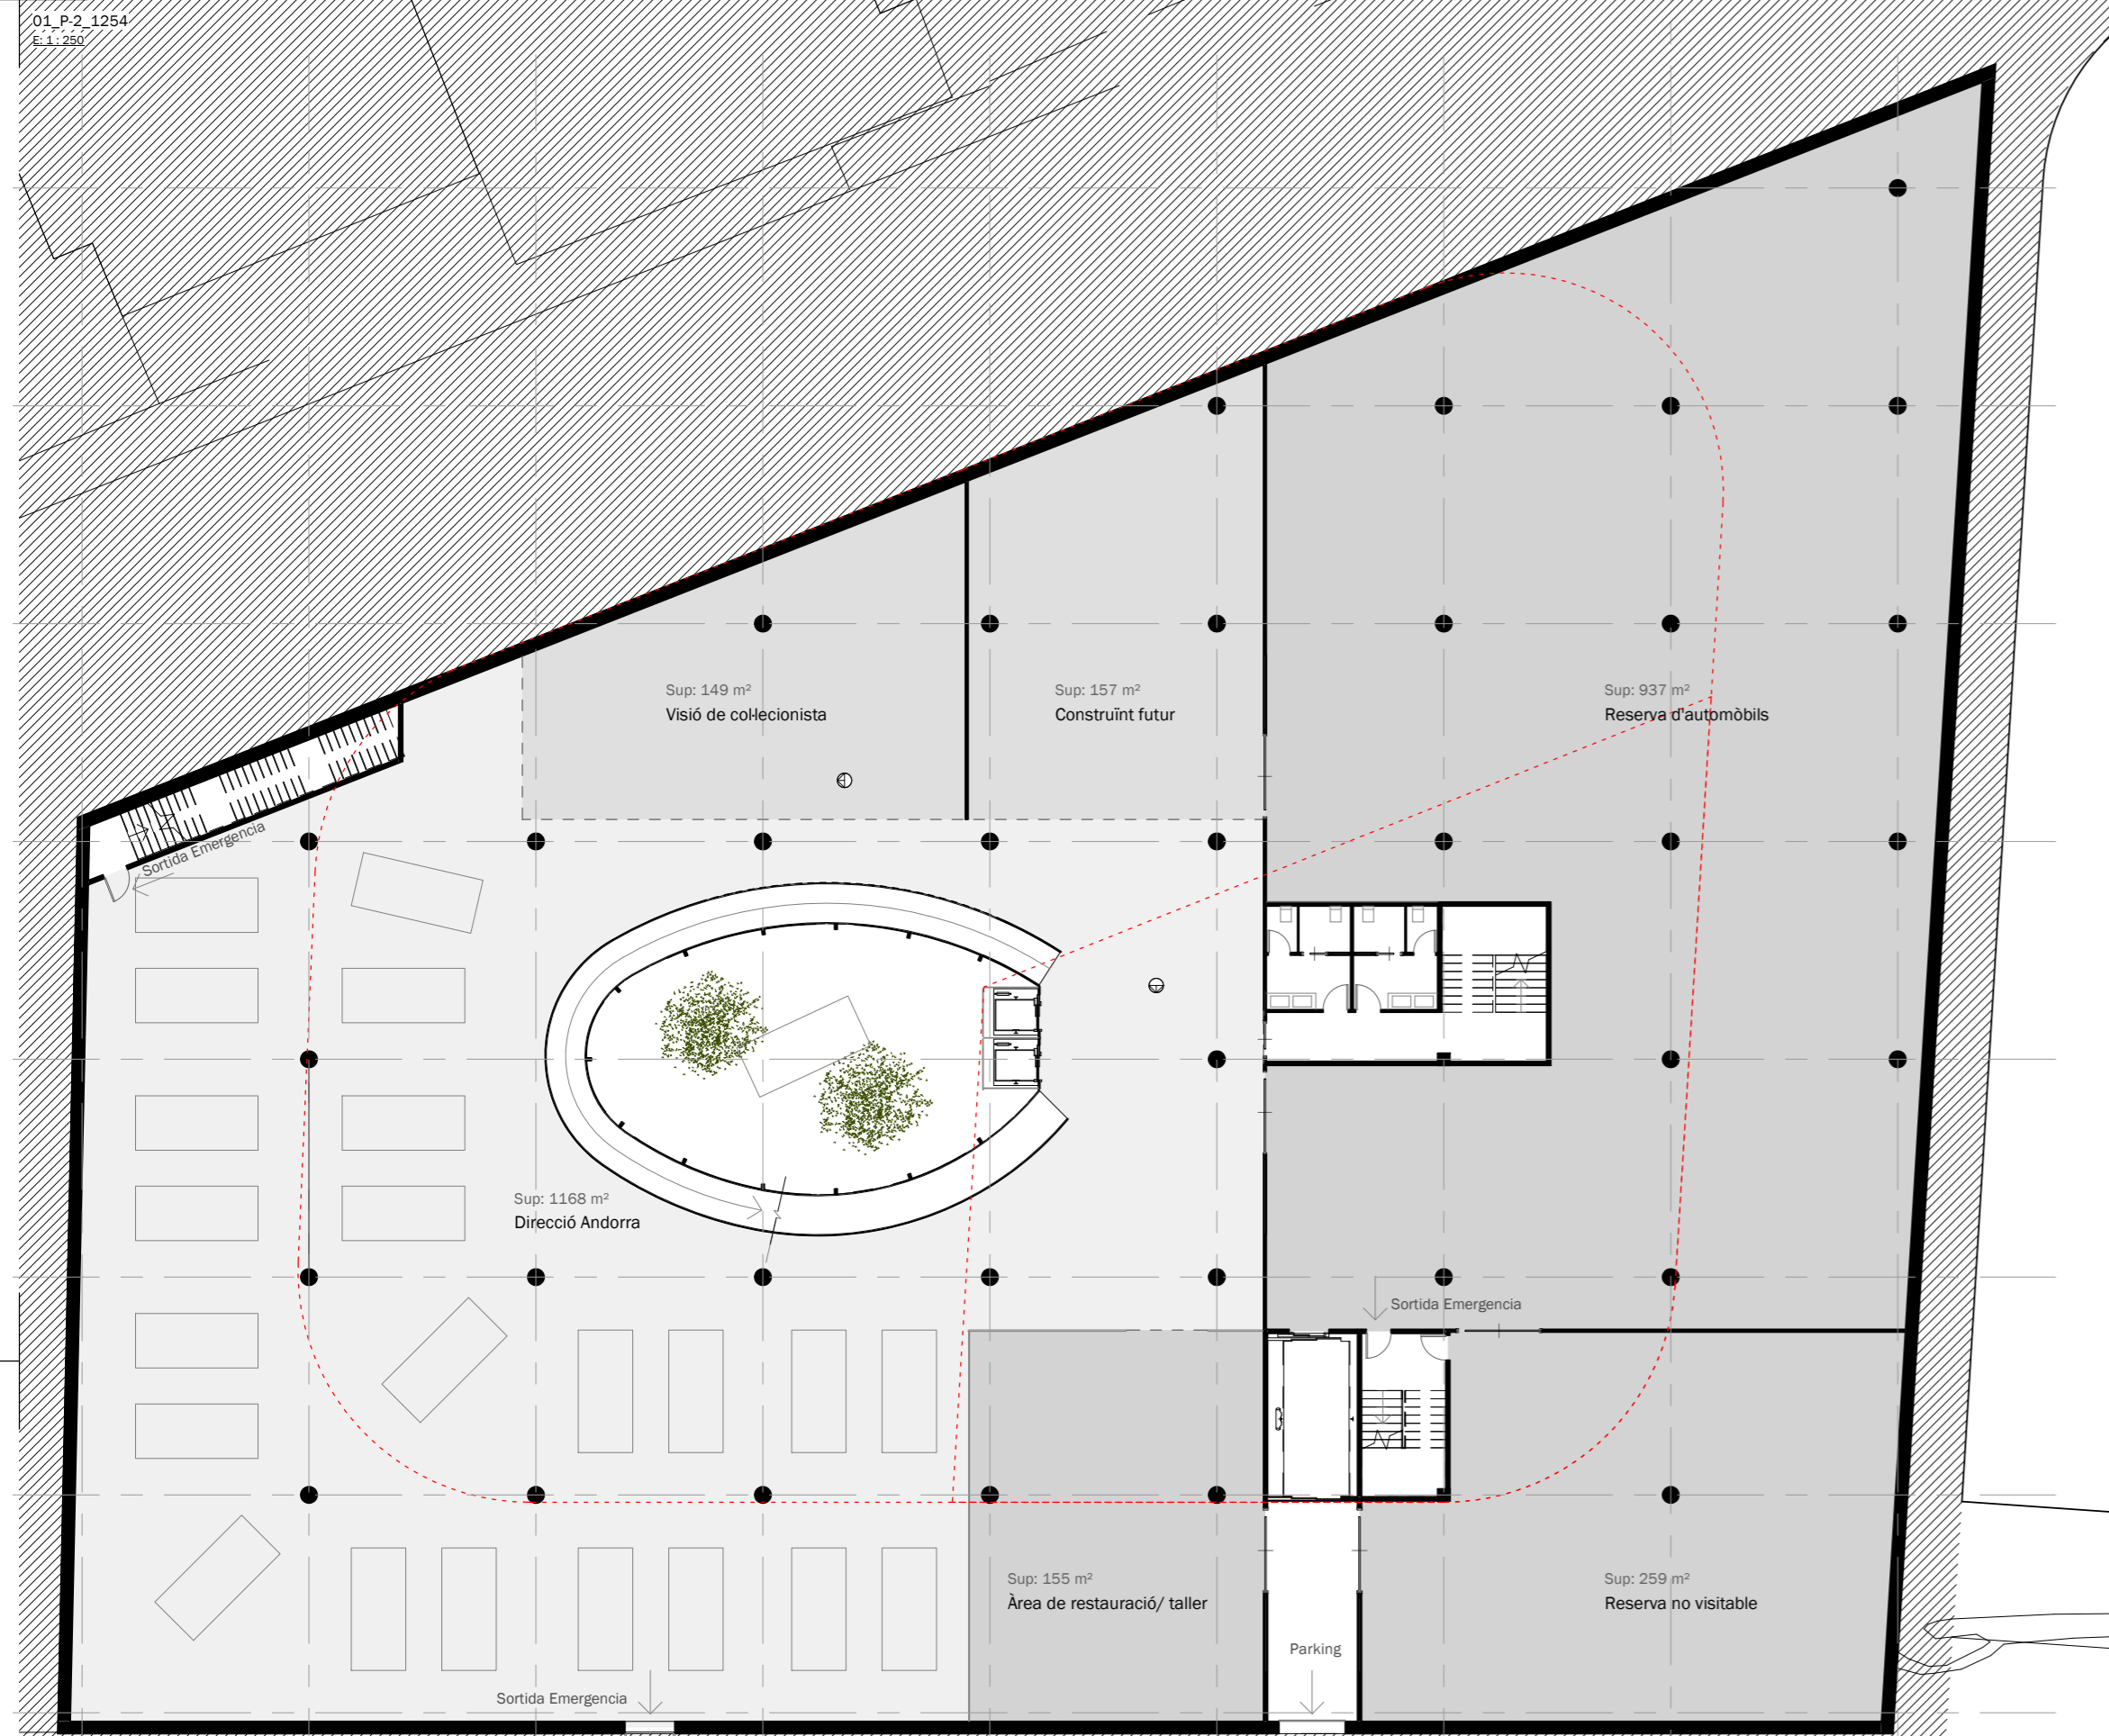 01_P-2_1254
E: 1 : 250
Sup: 149 m²
Visió de col·lecionista
Sup: 157 m²
Construïnt futur
Sup: 937 m²
Reserva d'automòbils
Sortida Emergencia
Sup: 1168 m²
Direcció Andorra
Sortida Emergencia
Sup: 155 m²
Àrea de restauració/ taller
Sup: 259 m²
Reserva no visitable
Parking
Sortida Emergencia